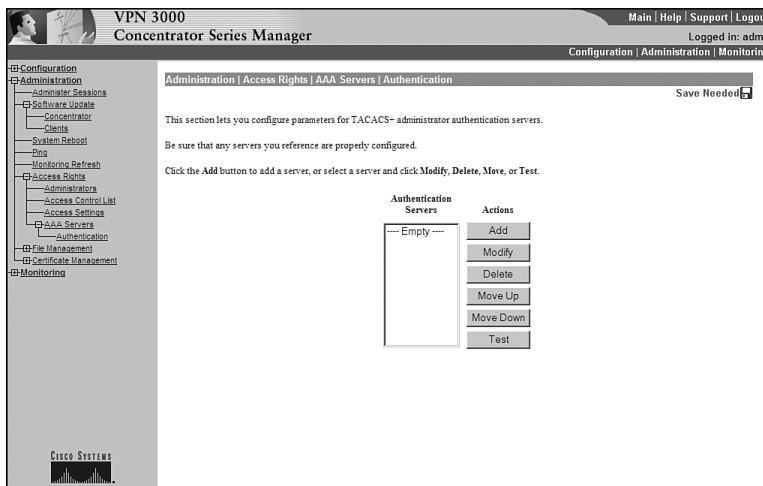 VPN 3000
Concentrator Series Manager
Main | Help | Support | Logou
Logged in: adm
Configuration | Administration | Monitorin
Configuration
Administration
Administer Sessions
Software Update
Concentrator
Clients
System Reboot
Ping
Monitoring Refresh
Access Rights
Administrators
Access Control List
Access Settings
AAA Servers
Authentication
File Management
Certificate Management
Monitoring
Administration | Access Rights | AAA Servers | Authentication
Save Needed
This section lets you configure parameters for TACACS+ administrator authentication servers.
Be sure that any servers you reference are properly configured.
Click the Add button to add a server, or select a server and click Modify, Delete, Move, or Test.
Authentication
Servers
Actions
---- Empty ----
Add
Modify
Delete
Move Up
Move Down
Test
CISCO SYSTEMS